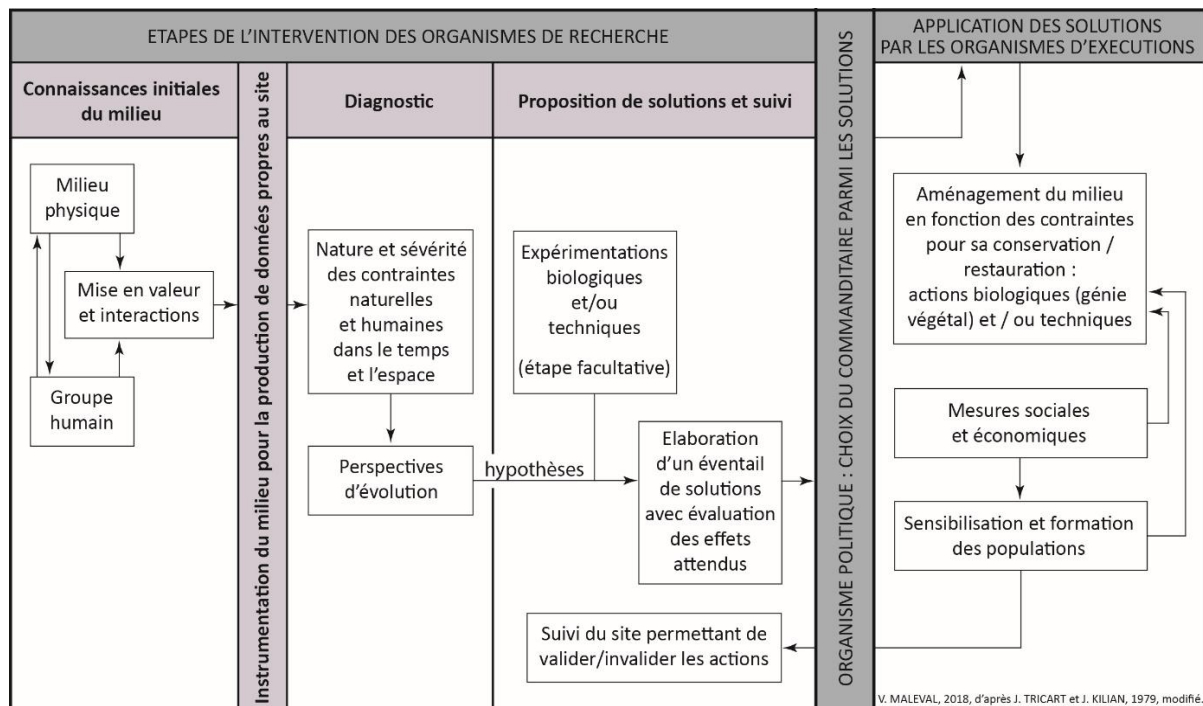 ETAPES DE L'INTERVENTION DES ORGANISMES DE RECHERCHE
APPLICATION DES SOLUTIONS
PAR LES ORGANISMES D'EXECUTIONS
Connaissances initiales
du milieu
Instrumentation du milieu pour la production de données propres au site
Diagnostic
Proposition de solutions et suivi
ORGANISME POLITIQUE : CHOIX DU COMMANDITAIRE PARMI LES SOLUTIONS
Milieu
physique
Mise en valeur
et interactions
Groupe
humain
Nature et sévérité
des contraintes
naturelles
et humaines
dans le temps
et l'espace
Perspectives
d'évolution
hypothèses
Expérimentations
biologiques
et/ou
techniques
(étape facultative)
Elaboration
d'un éventail
de solutions
avec évaluation
des effets
attendus
Suivi du site permettant de
valider/invalider les actions
Aménagement du milieu
en fonction des contraintes
pour sa conservation /
restauration :
actions biologiques (génie
végétal) et / ou techniques
Mesures sociales
et économiques
Sensibilisation et formation
des populations
V. MALEVAL, 2018, d'après J. TRICART et J. KILIAN, 1979, modifié.